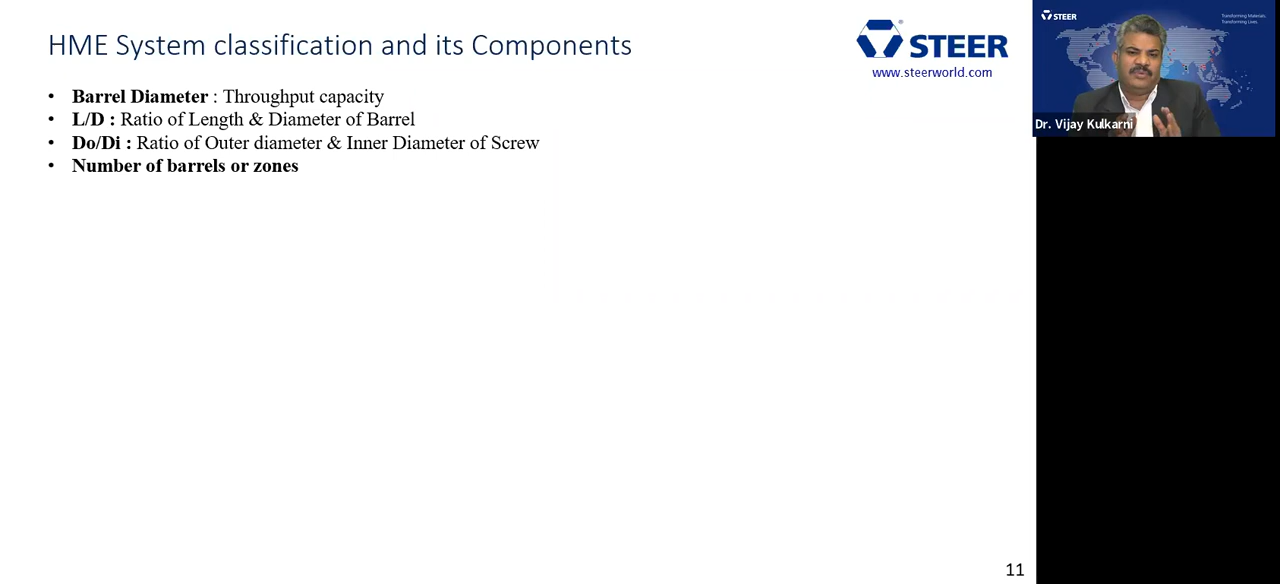 HME System classification and its Components
STEER
www.steerworld.com
• Barrel Diameter : Throughput capacity
• L/D : Ratio of Length & Diameter of Barrel
• Do/Di : Ratio of Outer diameter & Inner Diameter of Screw
• Number of barrels or zones
11
STEER
Transforming Materials.
Transforming Lives.
Dr. Vijay Kulkarni